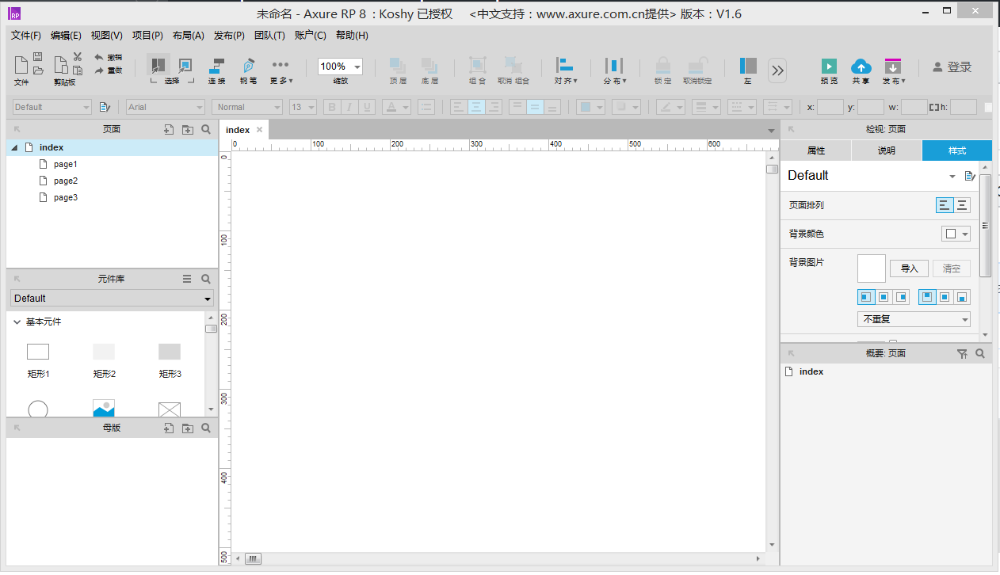 未命名 - Axure RP 8 : Koshy 已授权 <中文支持：www.axure.com.cn提供> 版本：V1.6
文件(F) 编辑(E) 视图(V) 项目(P) 布局(A) 发布(P) 团队(T) 账户(C) 帮助(H)
撤销
重做
100%
登录
文件 剪贴板 选择 连接 钢笔 更多 缩放 顶层 底层 组合 取消组合 对齐 分布 锁定 取消锁定 左 预览 共享 发布
Default Arial Normal 13 B I U A x: y: w: h:
页面
index
page1
page2
page3
元件库
Default
基本元件
矩形1 矩形2 矩形3
母版
index
0 100 200 300 400 500 600
0
100
200
300
400
500
检视: 页面
属性 说明 样式
Default
页面排列
背景颜色
背景图片 导入 清空
不重复
概要: 页面
index